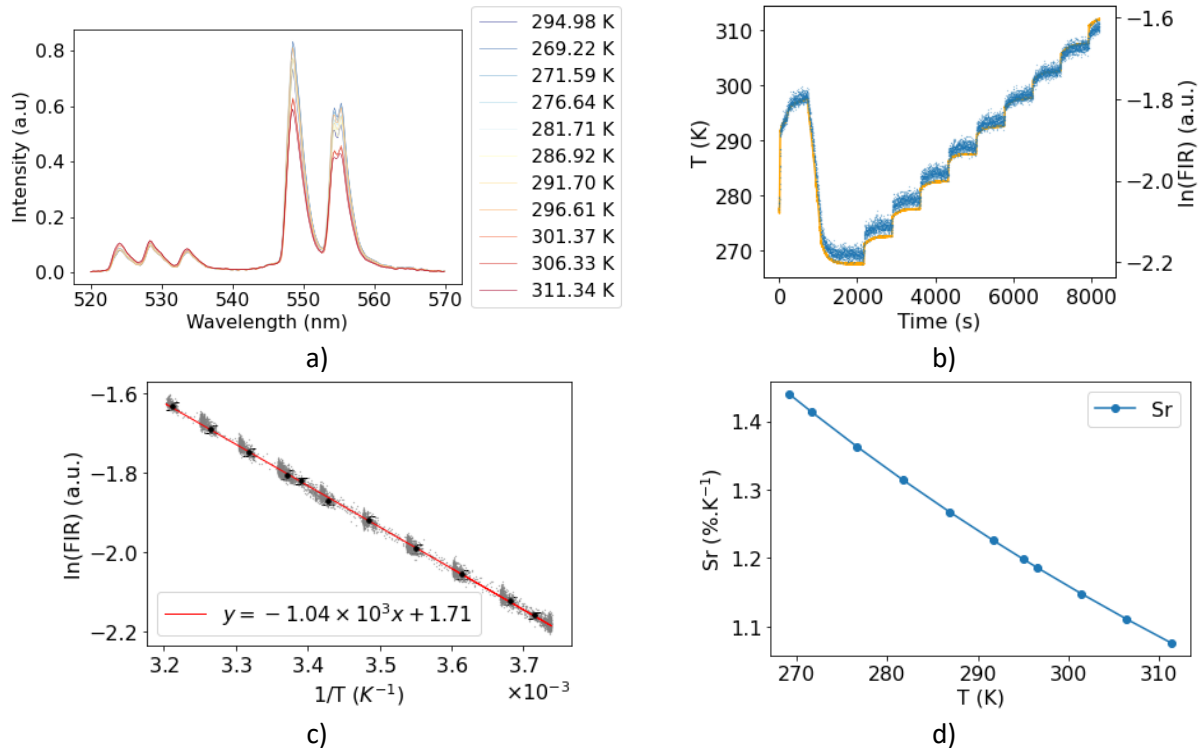 0.8
0.6
0.4
0.2
0.0
Intensity (a.u)
520 530 540 550 560 570
Wavelength (nm)
294.98 K
269.22 K
271.59 K
276.64 K
281.71 K
286.92 K
291.70 K
296.61 K
301.37 K
306.33 K
311.34 K
a)
310
300
290
280
270
T (K)
−1.6
−1.8
−2.0
−2.2
ln(FIR) (a.u.)
0 2000 4000 6000 8000
Time (s)
b)
−1.6
−1.8
−2.0
−2.2
ln(FIR) (a.u.)
y = − 1.04 × 10³x + 1.71
3.2 3.3 3.4 3.5 3.6 3.7
1/T (K⁻¹)
×10⁻³
c)
1.4
1.3
1.2
1.1
Sr (%.K⁻¹)
Sr
270 280 290 300 310
T (K)
d)